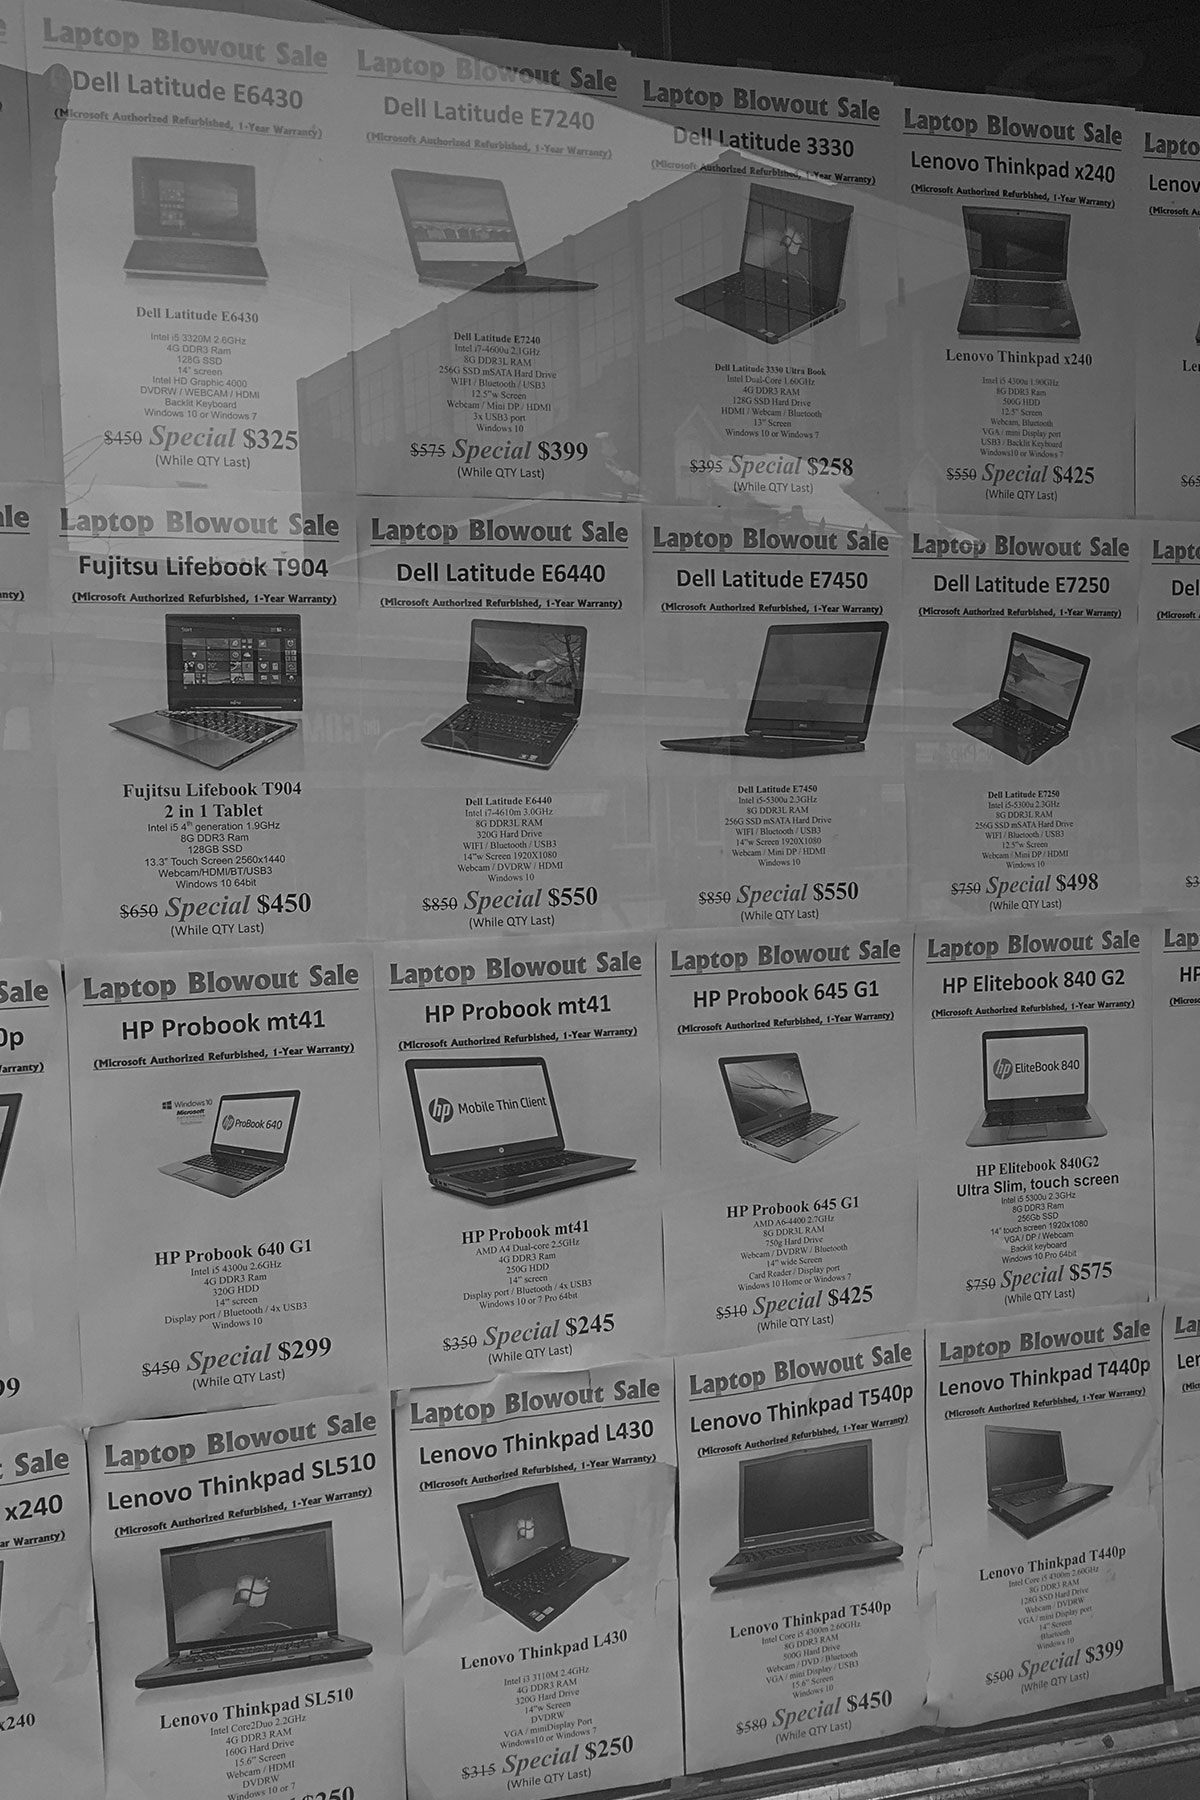 Laptop Blowout Sale
Dell Latitude E6430
(Microsoft Authorized Refurbished, 1-Year Warranty)
Dell Latitude E6430
Intel i5 3320M 2.6GHz
4G DDR3 Ram
128G SSD
14" screen
Intel HD Graphic 4000
DVDRW / WEBCAM / HDMI
Backlit Keyboard
Windows 10 or Windows 7
$450 Special $325
(While QTY Last)
Laptop Blowout Sale
Dell Latitude E7240
(Microsoft Authorized Refurbished, 1-Year Warranty)
Dell Latitude E7240
Intel i7-4600u 2.1GHz
8G DDR3L RAM
256G SSD mSATA Hard Drive
WIFI / Bluetooth / USB3
12.5"w Screen
Webcam / Mini DP / HDMI
3x USB3 port
Windows 10
$575 Special $399
(While QTY Last)
Laptop Blowout Sale
Dell Latitude 3330
(Microsoft Authorized Refurbished, 1-Year Warranty)
Dell Latitude 3330 Ultra Book
Intel Dual-Core 1.60GHz
4G DDR3 RAM
128G SSD Hard Drive
HDMI / Webcam / Bluetooth
13" Screen
Windows 10 or Windows 7
$395 Special $258
(While QTY Last)
Laptop Blowout Sale
Lenovo Thinkpad x240
(Microsoft Authorized Refurbished, 1-Year Warranty)
Lenovo Thinkpad x240
Intel i5 4300u 1.90GHz
8G DDR3 Ram
500G HDD
12.5" Screen
Webcam, Bluetooth
VGA / mini Display port
USB3 / Backlit Keyboard
Windows10 or Windows 7
$550 Special $425
(While QTY Last)
Lapto
Lenov
(Microsoft A
Le
$65
ale
nty)
Laptop Blowout Sale
Fujitsu Lifebook T904
(Microsoft Authorized Refurbished, 1-Year Warranty)
Start
Fujitsu Lifebook T904
2 in 1 Tablet
Intel i5 4th generation 1.9GHz
8G DDR3 Ram
128GB SSD
13.3" Touch Screen 2560x1440
Webcam/HDMI/BT/USB3
Windows 10 64bit
$650 Special $450
(While QTY Last)
Laptop Blowout Sale
Dell Latitude E6440
(Microsoft Authorized Refurbished, 1-Year Warranty)
Dell Latitude E6440
Intel i7-4610m 3.0GHz
8G DDR3L RAM
320G Hard Drive
WIFI / Bluetooth / USB3
14"w Screen 1920X1080
Webcam / DVDRW / HDMI
Windows 10
$850 Special $550
(While QTY Last)
Laptop Blowout Sale
Dell Latitude E7450
(Microsoft Authorized Refurbished, 1-Year Warranty)
Dell Latitude E7450
Intel i5-5300u 2.3GHz
8G DDR3L RAM
256G SSD mSATA Hard Drive
WIFI / Bluetooth / USB3
14"w Screen 1920X1080
Webcam / Mini DP / HDMI
Windows 10
$850 Special $550
(While QTY Last)
Laptop Blowout Sale
Dell Latitude E7250
(Microsoft Authorized Refurbished, 1-Year Warranty)
Dell Latitude E7250
Intel i5-5300u 2.3GHz
8G DDR3L RAM
256G SSD mSATA Hard Drive
WIFI / Bluetooth / USB3
12.5"w Screen
Webcam / Mini DP / HDMI
Windows 10
$750 Special $498
(While QTY Last)
Lapto
Del
(Microsoft
Sale
0p
arranty)
99
Laptop Blowout Sale
HP Probook mt41
(Microsoft Authorized Refurbished, 1-Year Warranty)
Windows 10
Microsoft
hp ProBook 640
HP Probook 640 G1
Intel i5 4300u 2.6GHz
4G DDR3 Ram
320G HDD
14" screen
Display port / Bluetooth / 4x USB3
Windows 10
$450 Special $299
(While QTY Last)
Laptop Blowout Sale
HP Probook mt41
(Microsoft Authorized Refurbished, 1-Year Warranty)
hp Mobile Thin Client
HP Probook mt41
AMD A4 Dual-core 2.5GHz
4G DDR3 Ram
250G HDD
14" screen
Display port / Bluetooth / 4x USB3
Windows 10 or 7 Pro 64bit
$350 Special $245
(While QTY Last)
Laptop Blowout Sale
HP Probook 645 G1
(Microsoft Authorized Refurbished, 1-Year Warranty)
HP Probook 645 G1
AMD A6-4400 2.7GHz
8G DDR3L RAM
750g Hard Drive
Webcam / DVDRW / Bluetooth
14" wide Screen
Card Reader / Display port
Windows 10 Home or Windows 7
$510 Special $425
(While QTY Last)
Laptop Blowout Sale
HP Elitebook 840 G2
(Microsoft Authorized Refurbished, 1-Year Warranty)
hp EliteBook 840
HP Elitebook 840G2
Ultra Slim, touch screen
Intel i5 5300u 2.3GHz
8G DDR3 Ram
256Gb SSD
14" touch screen 1920x1080
VGA / DP / Webcam
Backlit keyboard
Windows 10 Pro 64bit
$750 Special $575
(While QTY Last)
Lap
HP
(Micros
Sale
x240
ar Warranty)
x240
Laptop Blowout Sale
Lenovo Thinkpad SL510
(Microsoft Authorized Refurbished, 1-Year Warranty)
Lenovo Thinkpad SL510
Intel Core2Duo 2.2GHz
4G DDR3 RAM
160G Hard Drive
15.6" Screen
Webcam / HDMI
DVDRW
Windows 10 or 7
Laptop Blowout Sale
Lenovo Thinkpad L430
(Microsoft Authorized Refurbished, 1-Year Warranty)
Lenovo Thinkpad L430
Intel i3 3110M 2.4GHz
4G DDR3 RAM
320G Hard Drive
14"w Screen
DVDRW
VGA / miniDisplay Port
Windows10 or Windows 7
$315 Special $250
(While QTY Last)
Laptop Blowout Sale
Lenovo Thinkpad T540p
(Microsoft Authorized Refurbished, 1-Year Warranty)
Lenovo Thinkpad T540p
Intel Core i5 4300m 2.60GHz
8G DDR3 RAM
500G Hard Drive
Webcam / DVD / Bluetooth
VGA / mini Display / USB3
15.6" Screen
Windows 10
$580 Special $450
(While QTY Last)
Laptop Blowout Sale
Lenovo Thinkpad T440p
(Microsoft Authorized Refurbished, 1-Year Warranty)
Lenovo Thinkpad T440p
Intel Core i5 4300m 2.60GHz
8G DDR3 RAM
128G SSD Hard Drive
Webcam / DVDRW
VGA / mini Display port
14" Screen
Bluetooth
Windows 10
$500 Special $399
(While QTY Last)
La
Ler
(Mic